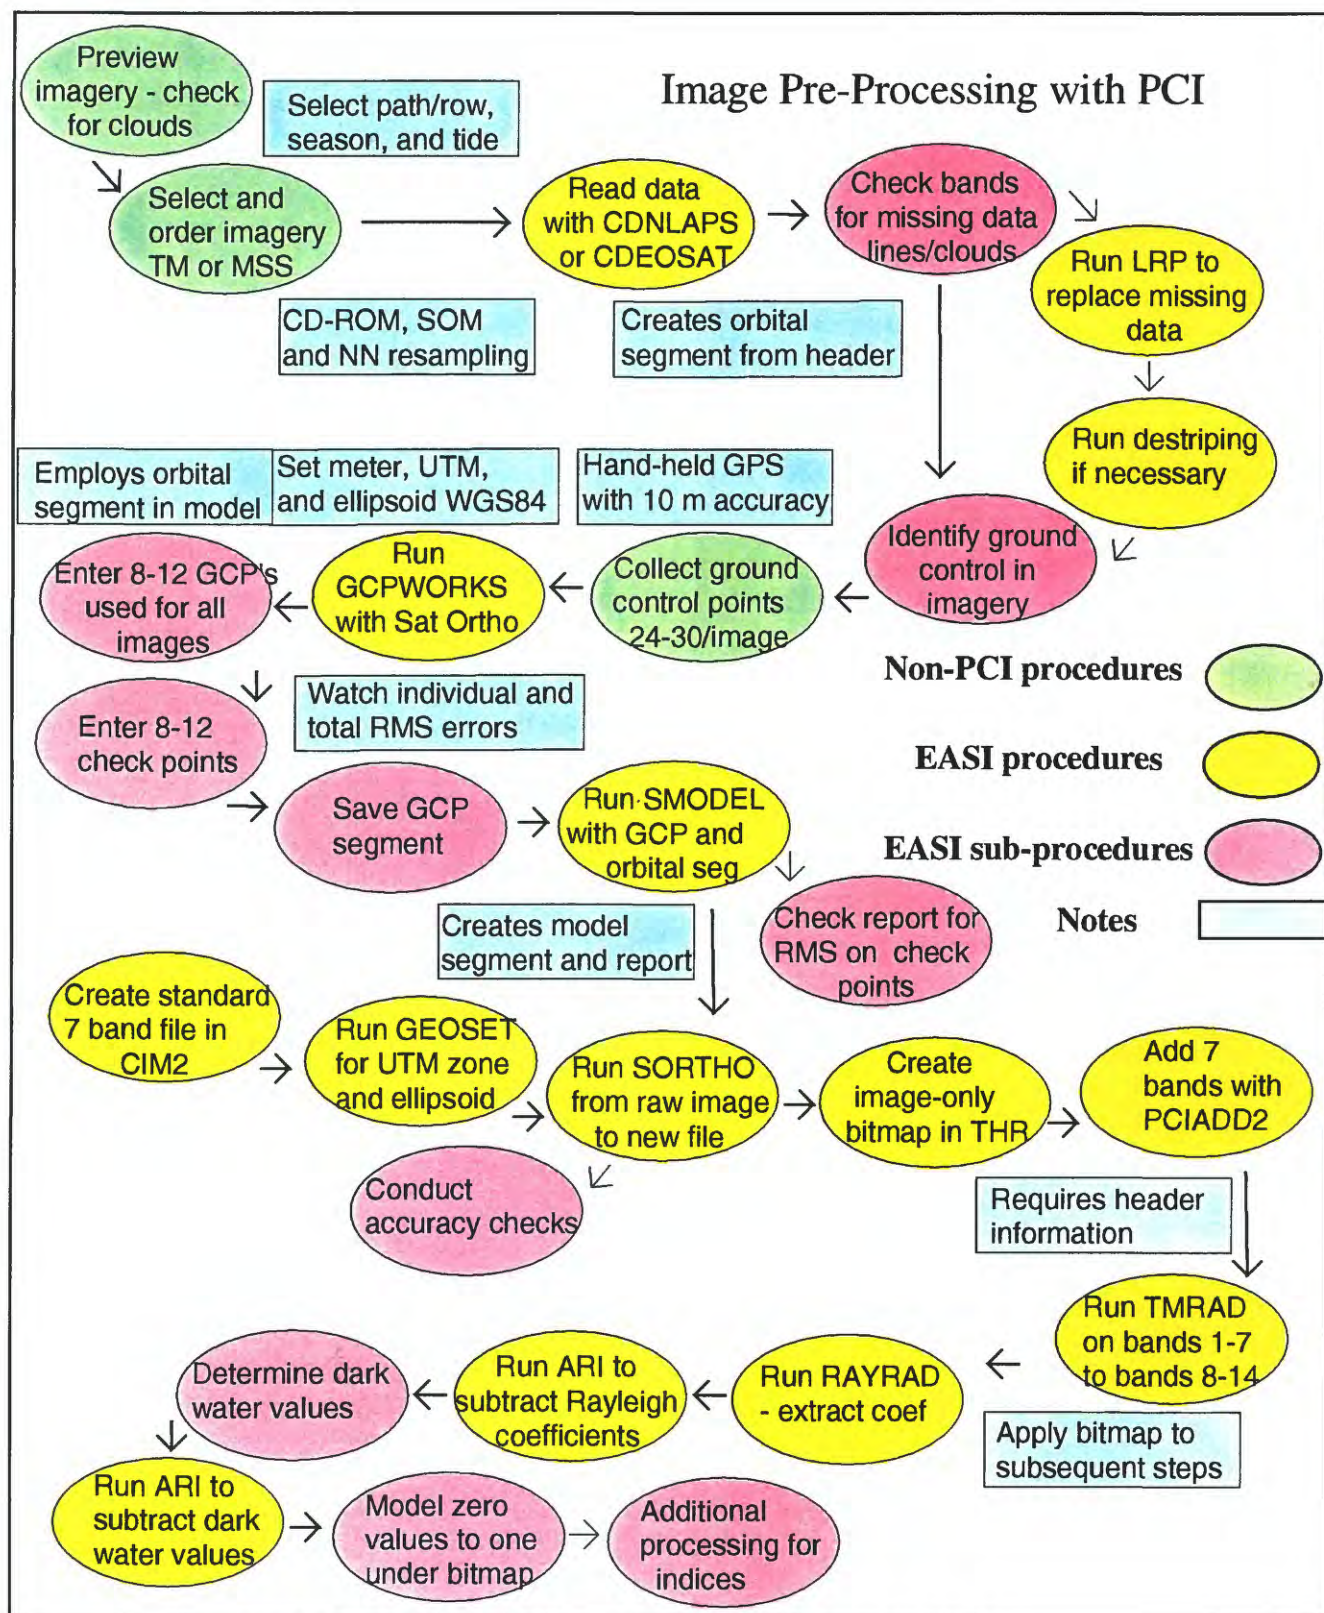 Image Pre-Processing with PCI
Preview
imagery - check
for clouds
Select path/row,
season, and tide
Select and
order imagery
TM or MSS
Read data
with CDNLAPS
or CDEOSAT
Check bands
for missing data
lines/clouds
Run LRP to
replace missing
data
CD-ROM, SOM
and NN resampling
Creates orbital
segment from header
Run destriping
if necessary
Employs orbital
segment in model
Set meter, UTM,
and ellipsoid WGS84
Hand-held GPS
with 10 m accuracy
Identify ground
control in
imagery
Collect ground
control points
24-30/image
Run
GCPWORKS
with Sat Ortho
Enter 8-12 GCP's
used for all
images
Non-PCI procedures
EASI procedures
EASI sub-procedures
Notes
Enter 8-12
check points
Watch individual and
total RMS errors
Save GCP
segment
Run SMODEL
with GCP and
orbital seg
Check report for
RMS on check
points
Creates model
segment and report
Create standard
7 band file in
CIM2
Run GEOSET
for UTM zone
and ellipsoid
Run SORTHO
from raw image
to new file
Create
image-only
bitmap in THR
Add 7
bands with
PCIADD2
Conduct
accuracy checks
Requires header
information
Run TMRAD
on bands 1-7
to bands 8-14
Apply bitmap to
subsequent steps
Run RAYRAD
- extract coef
Run ARI to
subtract Rayleigh
coefficients
Determine dark
water values
Run ARI to
subtract dark
water values
Model zero
values to one
under bitmap
Additional
processing for
indices